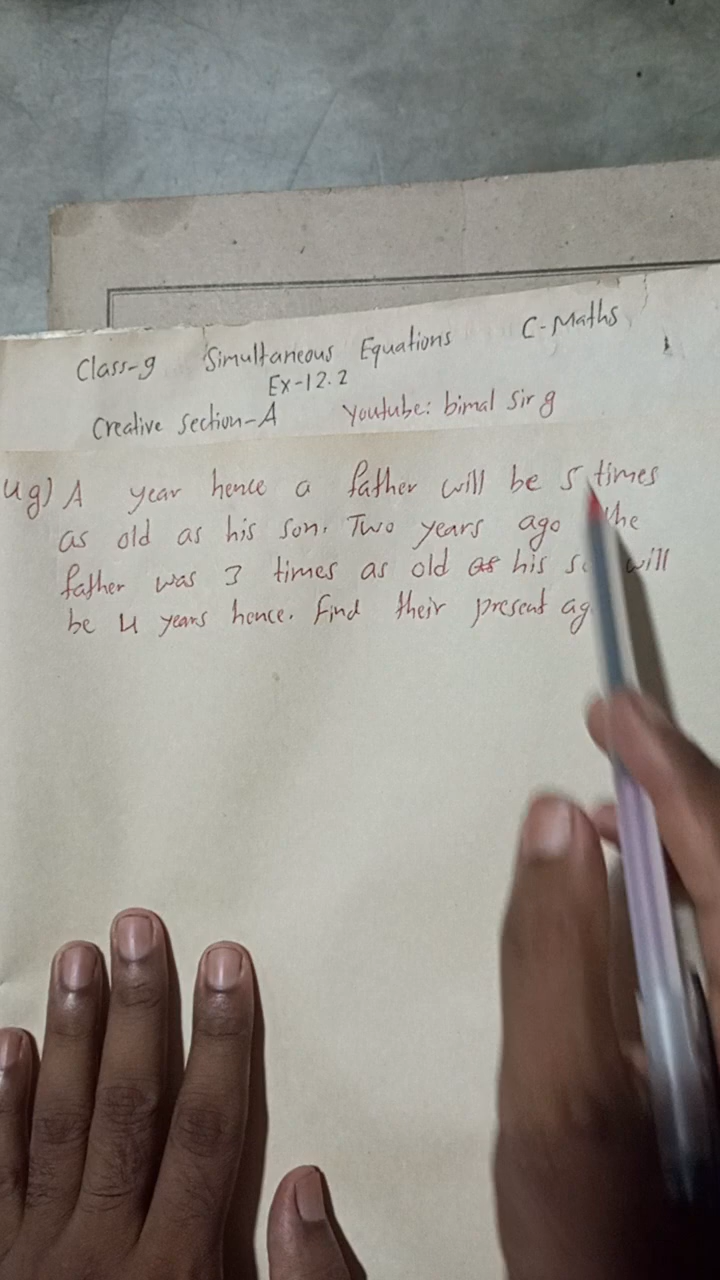 Class-9 Simultaneous Equations C-Maths
Ex-12.2
Creative section-A Youtube: bimal Sir g
4g) A year hence a father will be 5 times
as old as his son. Two years ago the
father was 3 times as old as his will
be 4 years hence. Find their present